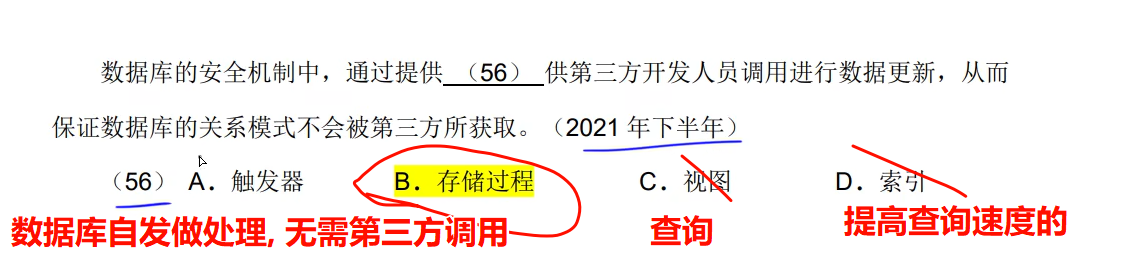 数据库的安全机制中，通过提供 （56） 供第三方开发人员调用进行数据更新，从而
保证数据库的关系模式不会被第三方所获取。（2021 年下半年）
（56） A．触发器 B．存储过程 C．视图 D．索引
数据库自发做处理, 无需第三方调用 查询 提高查询速度的